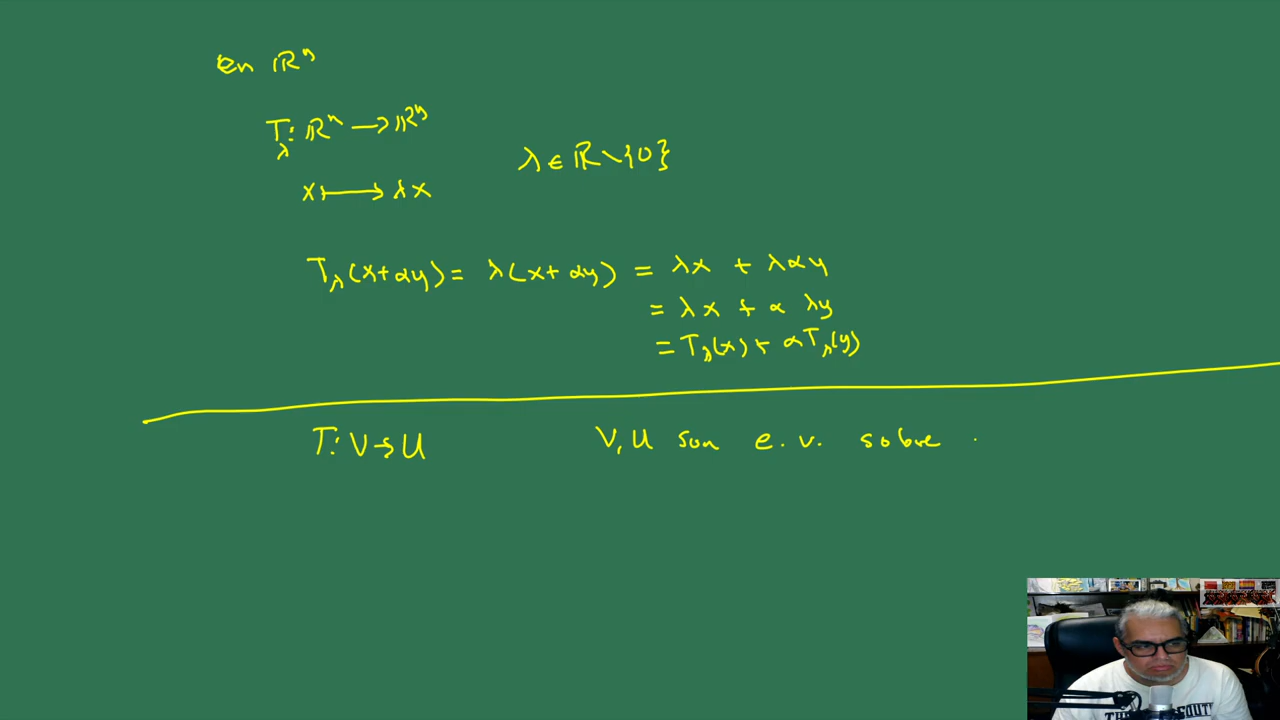 en ℝⁿ
T_λ: ℝⁿ → ℝⁿ
x ↦ λx
λ ∈ ℝ \ {0}
T_λ(x+αy) = λ(x+αy) = λx + λαy
= λx + α λy
= T_λ(x) + αT_λ(y)
T: V → U V, U son e.v. sobre